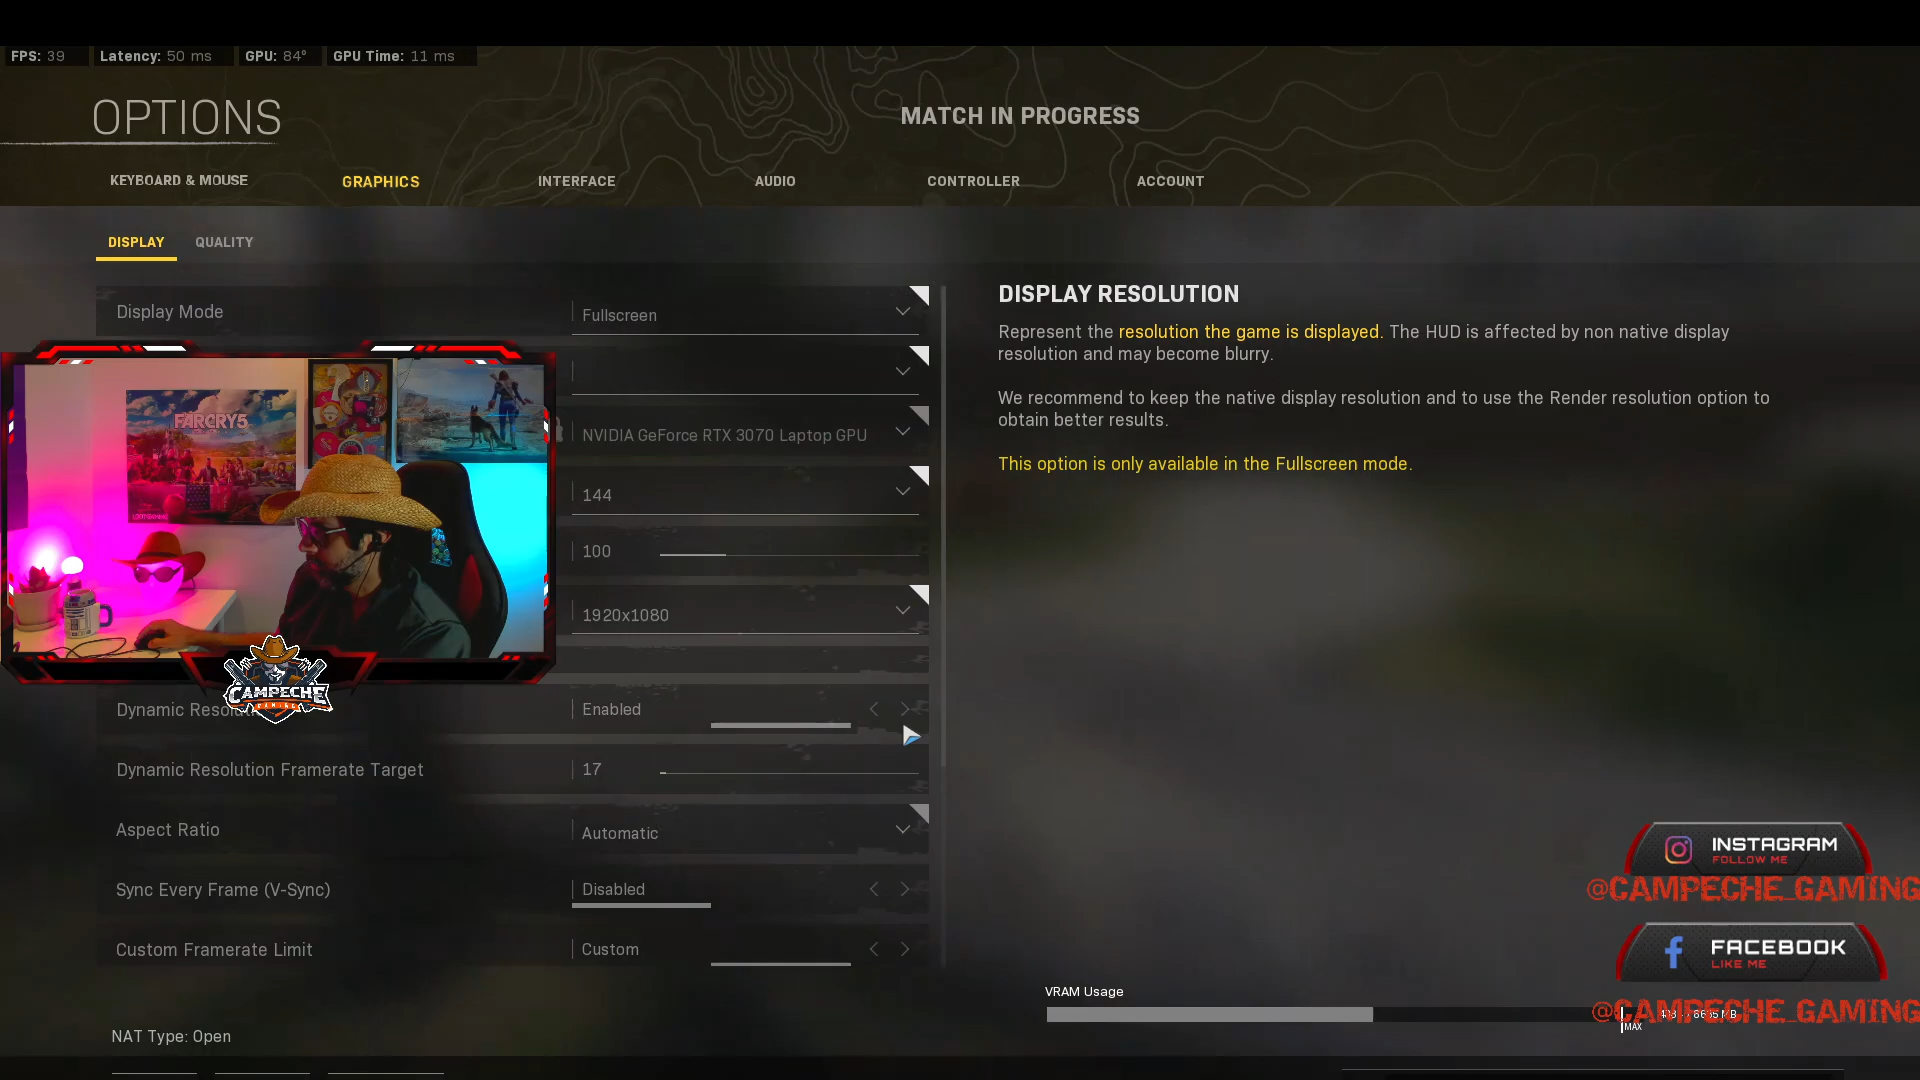 FPS: 39 Latency: 50 ms GPU: 84° GPU Time: 11 ms
OPTIONS
MATCH IN PROGRESS
KEYBOARD & MOUSE GRAPHICS INTERFACE AUDIO CONTROLLER ACCOUNT
DISPLAY QUALITY
Display Mode Fullscreen
NVIDIA GeForce RTX 3070 Laptop GPU
144
100
1920x1080
Dynamic Enabled
Dynamic Resolution Framerate Target 17
Aspect Ratio Automatic
Sync Every Frame (V-Sync) Disabled
Custom Framerate Limit Custom
NAT Type: Open
FARCRY5
CAMPECHE
GAMING
DISPLAY RESOLUTION
Represent the resolution the game is displayed. The HUD is affected by non native display
resolution and may become blurry.
We recommend to keep the native display resolution and to use the Render resolution option to
obtain better results.
This option is only available in the Fullscreen mode.
INSTAGRAM
FOLLOW ME
@CAMPECHE_GAMING
FACEBOOK
LIKE ME
@CAMPECHE_GAMING
VRAM Usage
MAX